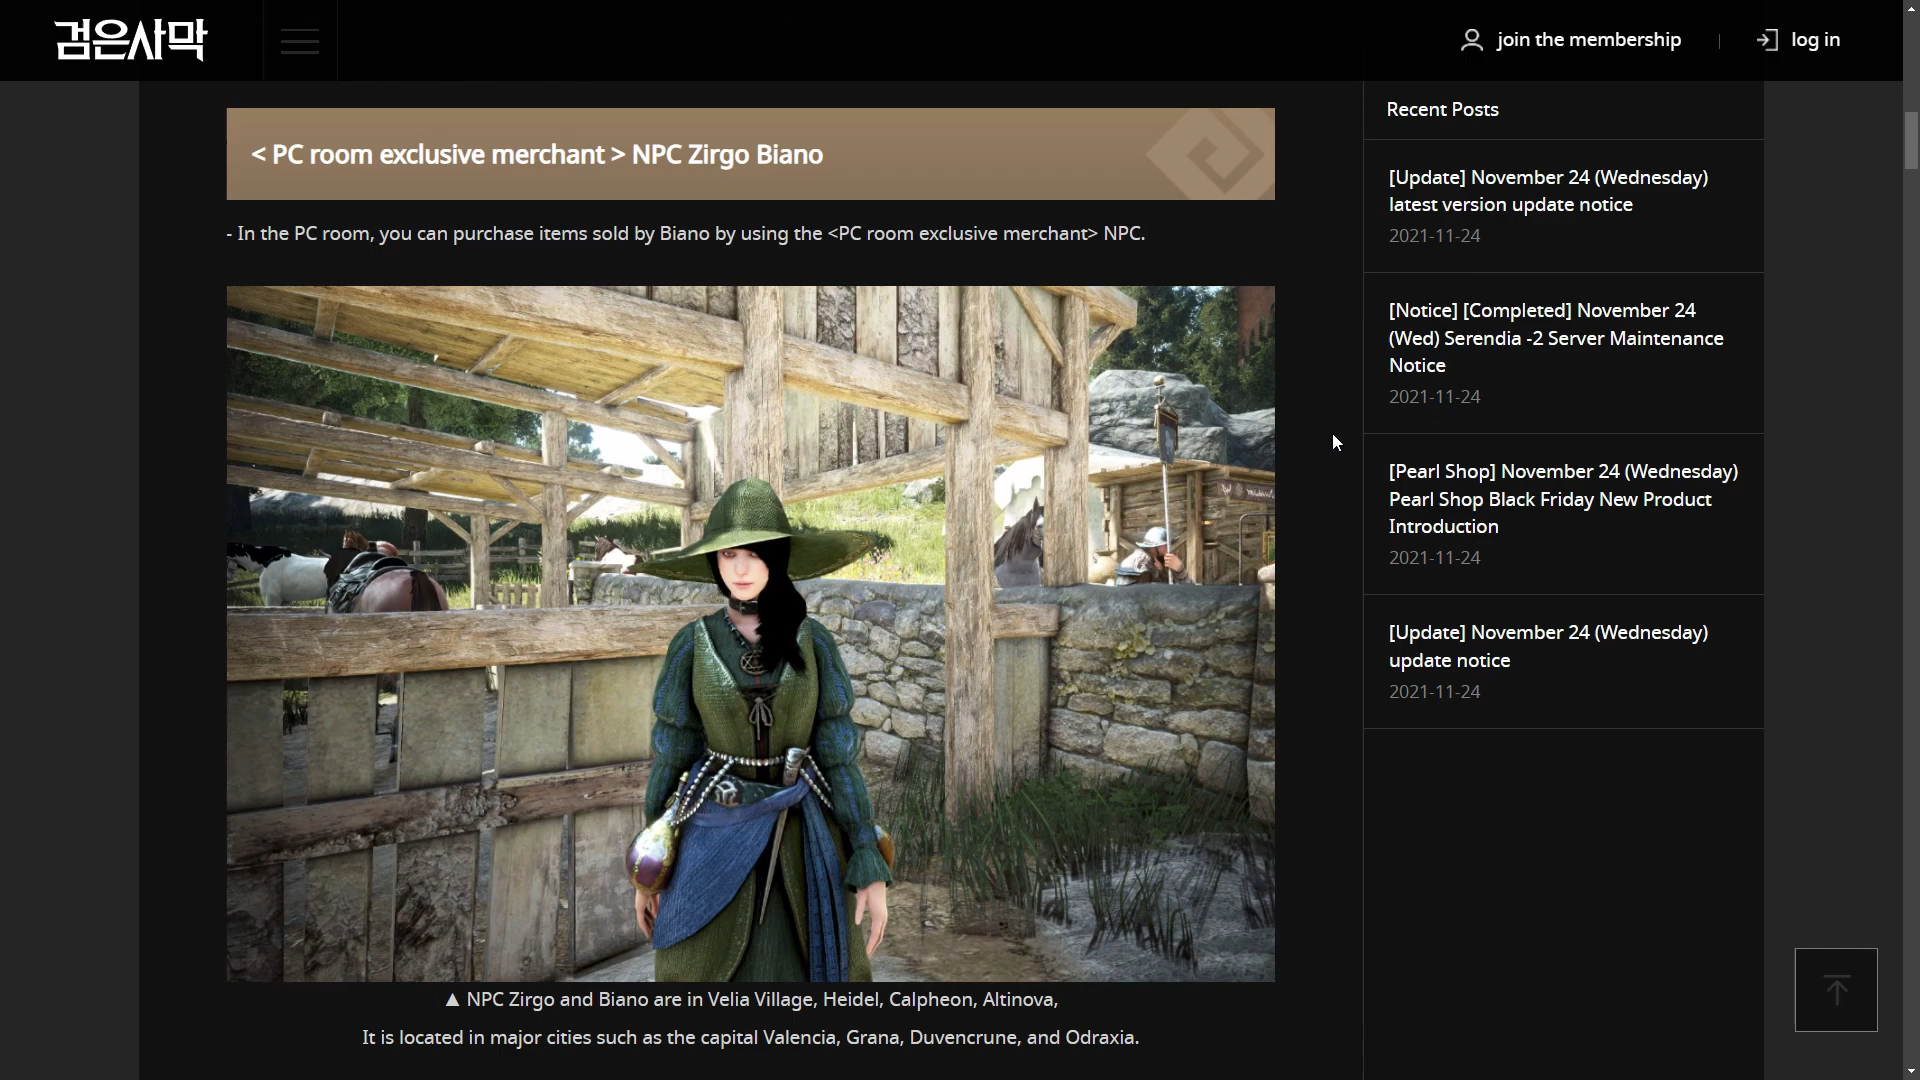 검은사막
join the membership
log in
< PC room exclusive merchant > NPC Zirgo Biano
- In the PC room, you can purchase items sold by Biano by using the <PC room exclusive merchant> NPC.
▲ NPC Zirgo and Biano are in Velia Village, Heidel, Calpheon, Altinova,
It is located in major cities such as the capital Valencia, Grana, Duvencrune, and Odraxia.
Recent Posts
[Update] November 24 (Wednesday)
latest version update notice
2021-11-24
[Notice] [Completed] November 24
(Wed) Serendia -2 Server Maintenance
Notice
2021-11-24
[Pearl Shop] November 24 (Wednesday)
Pearl Shop Black Friday New Product
Introduction
2021-11-24
[Update] November 24 (Wednesday)
update notice
2021-11-24